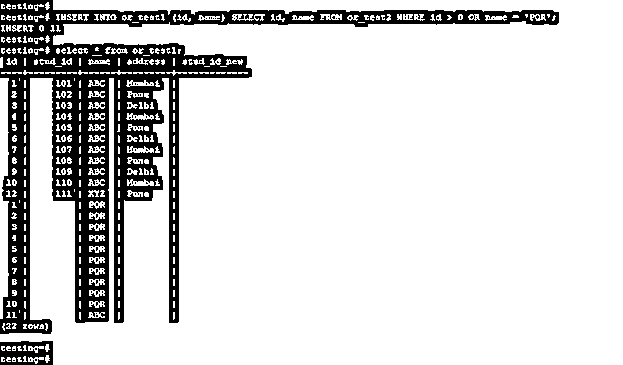 testing=#
testing=# INSERT INTO or_test1 (id, name) SELECT id, name FROM or_test2 WHERE id > 0 OR name = 'PQR';
INSERT 0 11
testing=#
testing=# select * from or_test1;
id | stud_id | name | address | stud_id_new
----+---------+------+---------+-------------
1 | 101 | ABC | Mumbai |
2 | 102 | ABC | Pune |
3 | 103 | ABC | Delhi |
4 | 104 | ABC | Mumbai |
5 | 105 | ABC | Pune |
6 | 106 | ABC | Delhi |
7 | 107 | ABC | Mumbai |
8 | 108 | ABC | Pune |
9 | 109 | ABC | Delhi |
10 | 110 | ABC | Mumbai |
12 | 111 | XYZ | Pune |
1 | | PQR | |
2 | | PQR | |
3 | | PQR | |
4 | | PQR | |
5 | | PQR | |
6 | | PQR | |
7 | | PQR | |
8 | | PQR | |
9 | | PQR | |
10 | | PQR | |
11 | | ABC | |
(22 rows)
testing=#
testing=#